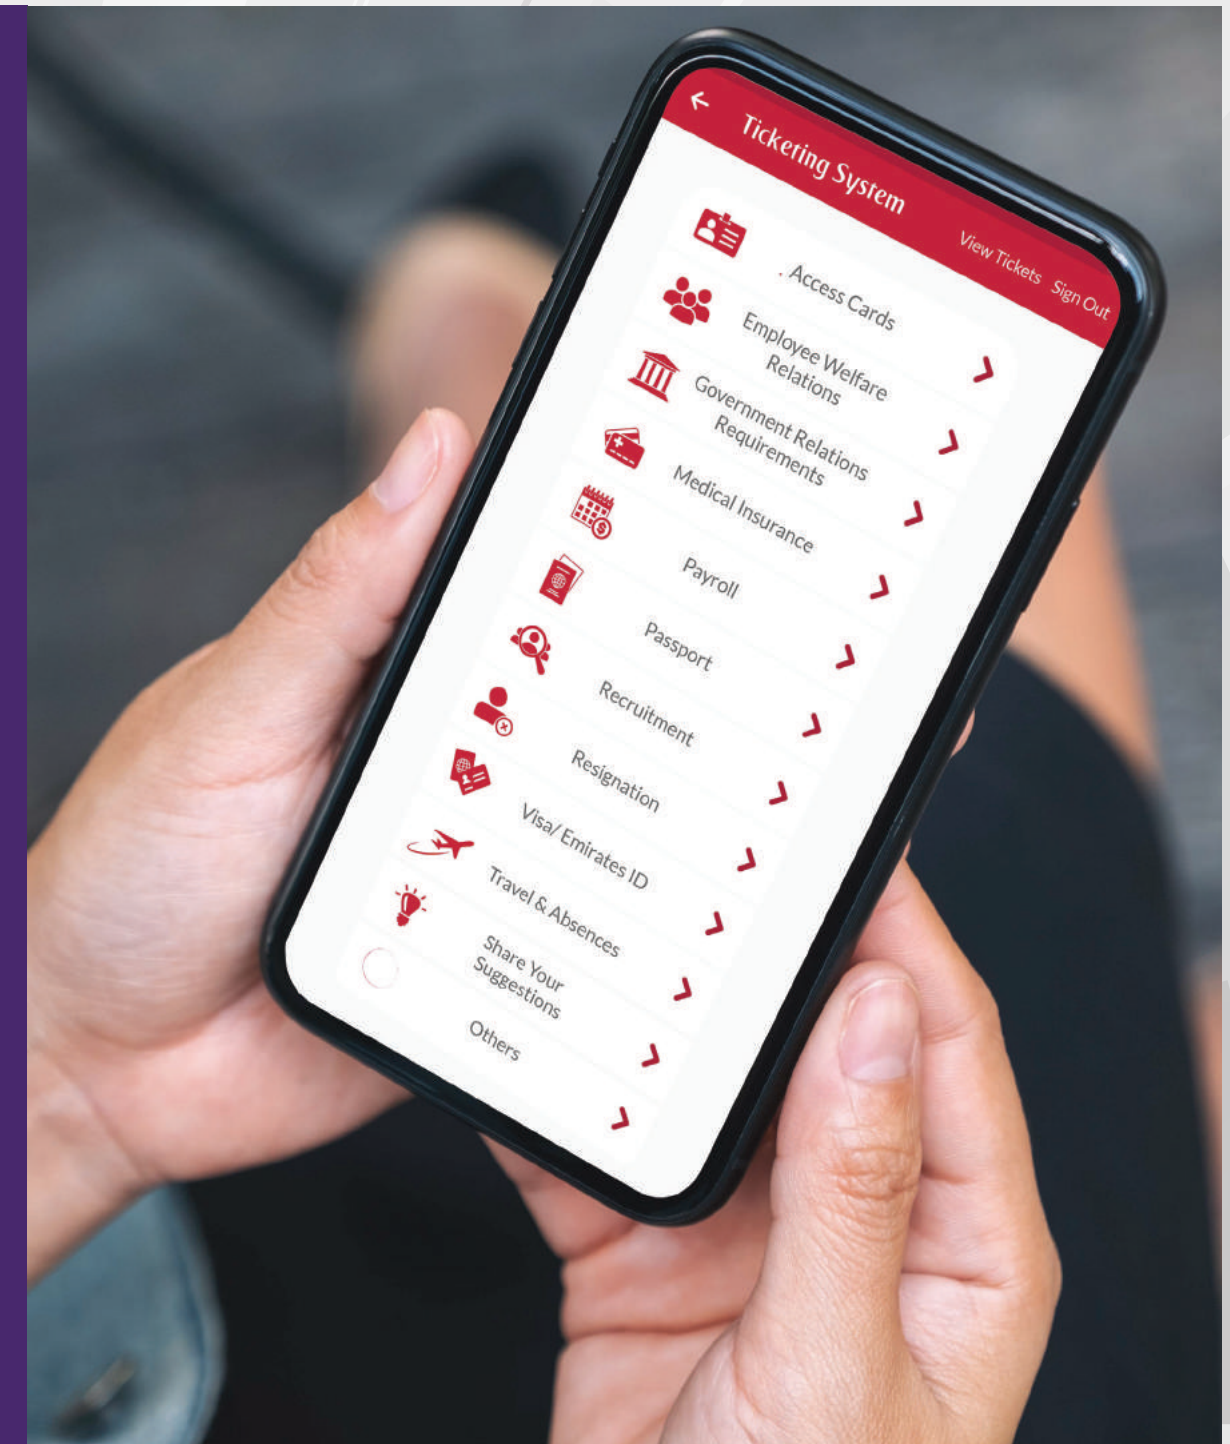 Ticketing System
View Tickets Sign Out
Access Cards
Employee Welfare
Relations
Government Relations
Requirements
Medical Insurance
Payroll
Passport
Recruitment
Resignation
Visa/ Emirates ID
Travel & Absences
Share Your
Suggestions
Others